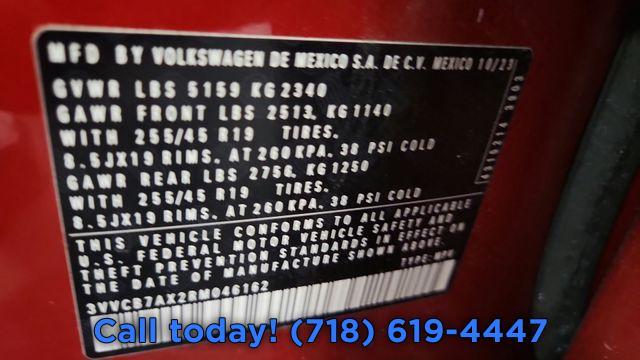 MFD BY VOLKSWAGEN DE MEXICO S.A. DE C.V. MEXICO 10/23
GVWR LBS 5159 KG 2340
GAWR FRONT LBS 2513, KG 1140
WITH 255/45 R19 TIRES.
8.5JX19 RIMS. AT 260 KPA. 38 PSI COLD
GAWR REAR LBS 2756, KG 1250
WITH 255/45 R19 TIRES.
8.5JX19 RIMS. AT 260 KPA. 38 PSI COLD
THIS VEHICLE CONFORMS TO ALL APPLICABLE
U.S. FEDERAL MOTOR VEHICLE SAFETY AND
THEFT PREVENTION STANDARDS IN EFFECT ON
THE DATE OF MANUFACTURE SHOWN ABOVE.
TYPE: MPV
3VVCB7AX2RM046162
Call today! (718) 619-4447